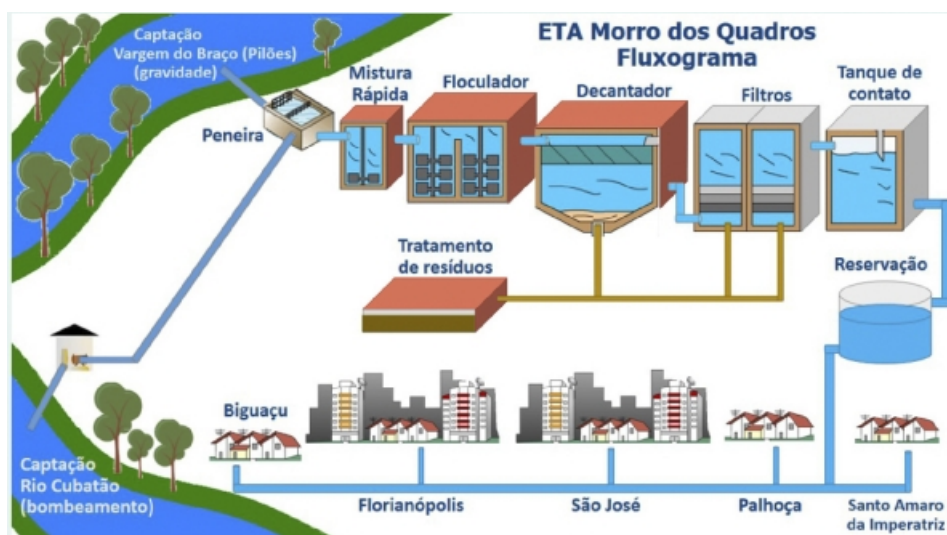 Captação
Vargem do Braço (Pilões)
(gravidade)
ETA Morro dos Quadros
Fluxograma
Peneira
Mistura
Rápida
Floculador
Decantador
Filtros
Tanque de
contato
Tratamento
de resíduos
Reservação
Biguaçu
Captação
Rio Cubatão
(bombeamento)
Florianópolis
São José
Palhoça
Santo Amaro
da Imperatriz